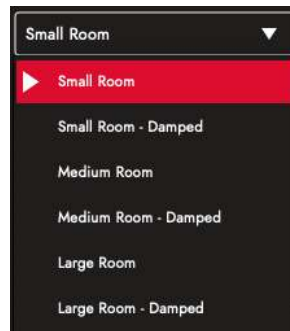 Small Room
Small Room
Small Room - Damped
Medium Room
Medium Room - Damped
Large Room
Large Room - Damped